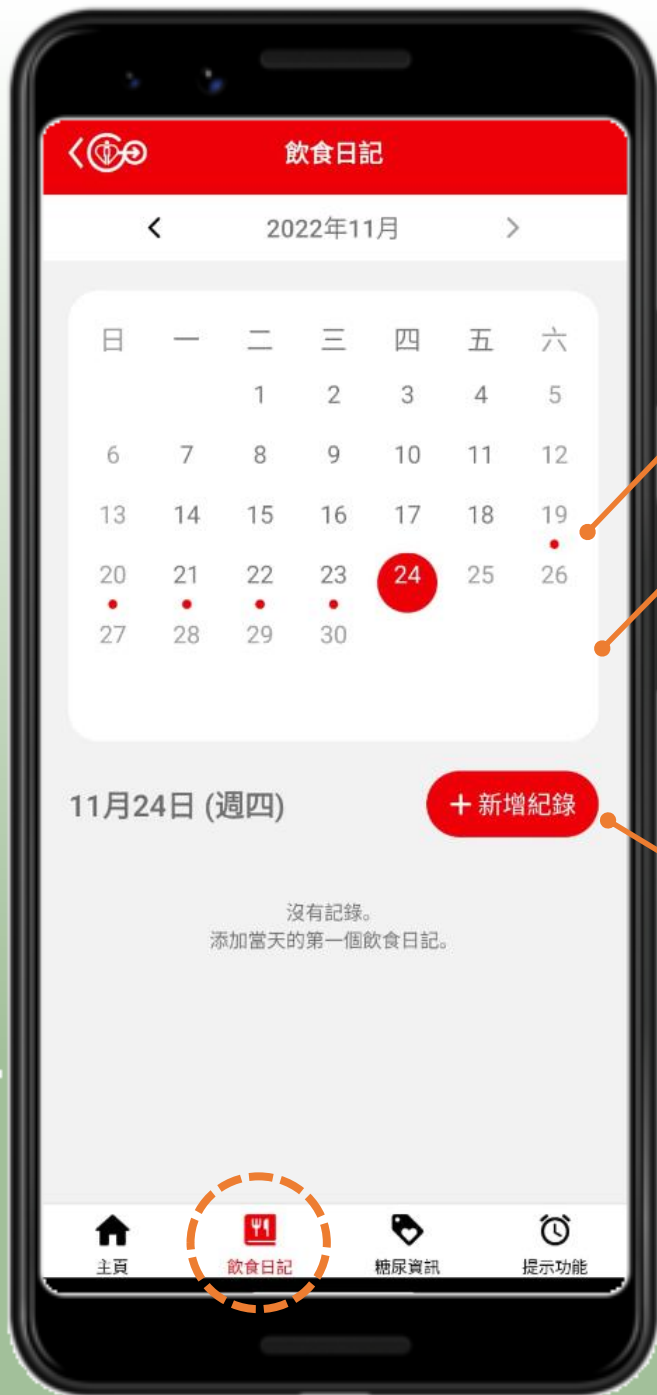 飲食日記
2022年11月
日 一 二 三 四 五 六
1 2 3 4 5
6 7 8 9 10 11 12
13 14 15 16 17 18 19
20 21 22 23 24 25 26
27 28 29 30
11月24日 (週四)
+ 新增紀錄
沒有記錄。
添加當天的第一個飲食日記。
主頁 飲食日記 糖尿資訊 提示功能